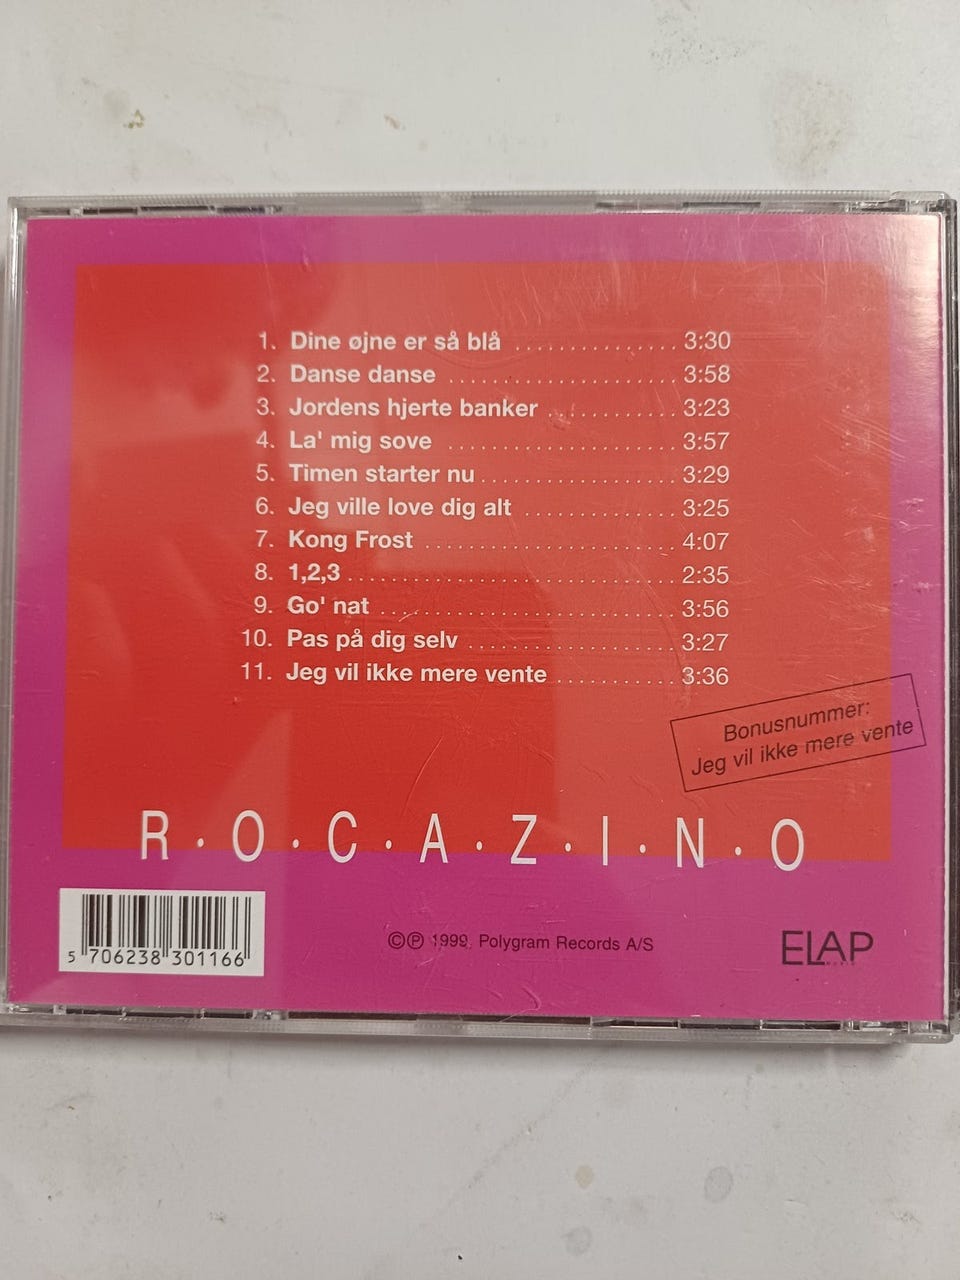 1. Dine øjne er så blå ............... 3:30
2. Danse danse ..................... 3:58
3. Jordens hjerte banker ............ 3:23
4. La' mig sove ..................... 3:57
5. Timen starter nu .................. 3:29
6. Jeg ville love dig alt .............. 3:25
7. Kong Frost ....................... 4:07
8. 1,2,3 .............................. 2:35
9. Go' nat ........................... 3:56
10. Pas på dig selv ................... 3:27
11. Jeg vil ikke mere vente ........... 3:36
Bonusnummer:
Jeg vil ikke mere vente
R·O·C·A·Z·I·N·O
5 706238 301166
©℗ 1999 Polygram Records A/S
ELAP